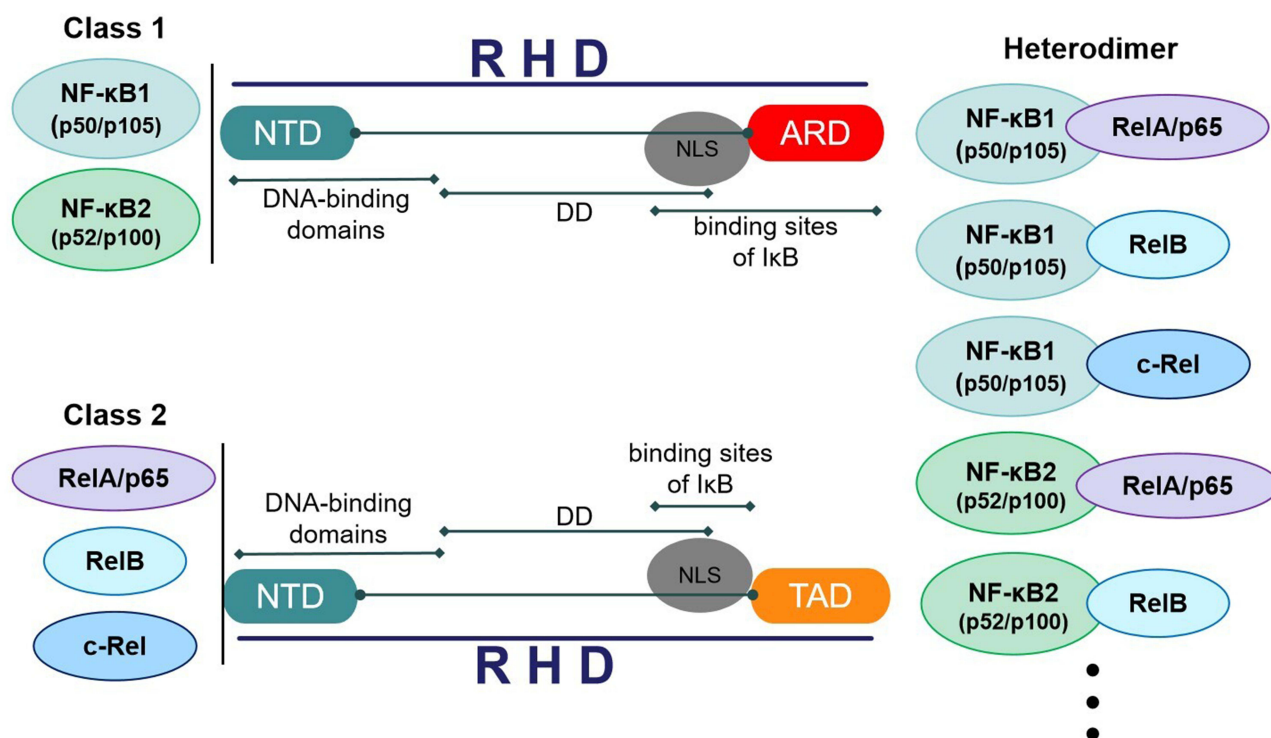 Class 1
NF-κB1
(p50/p105)
NF-κB2
(p52/p100)
R H D
NTD
NLS
ARD
DNA-binding
domains
DD
binding sites
of IκB
Class 2
RelA/p65
RelB
c-Rel
binding sites
of IκB
DNA-binding
domains
DD
NTD
NLS
TAD
R H D
Heterodimer
NF-κB1
(p50/p105)
RelA/p65
NF-κB1
(p50/p105)
RelB
NF-κB1
(p50/p105)
c-Rel
NF-κB2
(p52/p100)
RelA/p65
NF-κB2
(p52/p100)
RelB